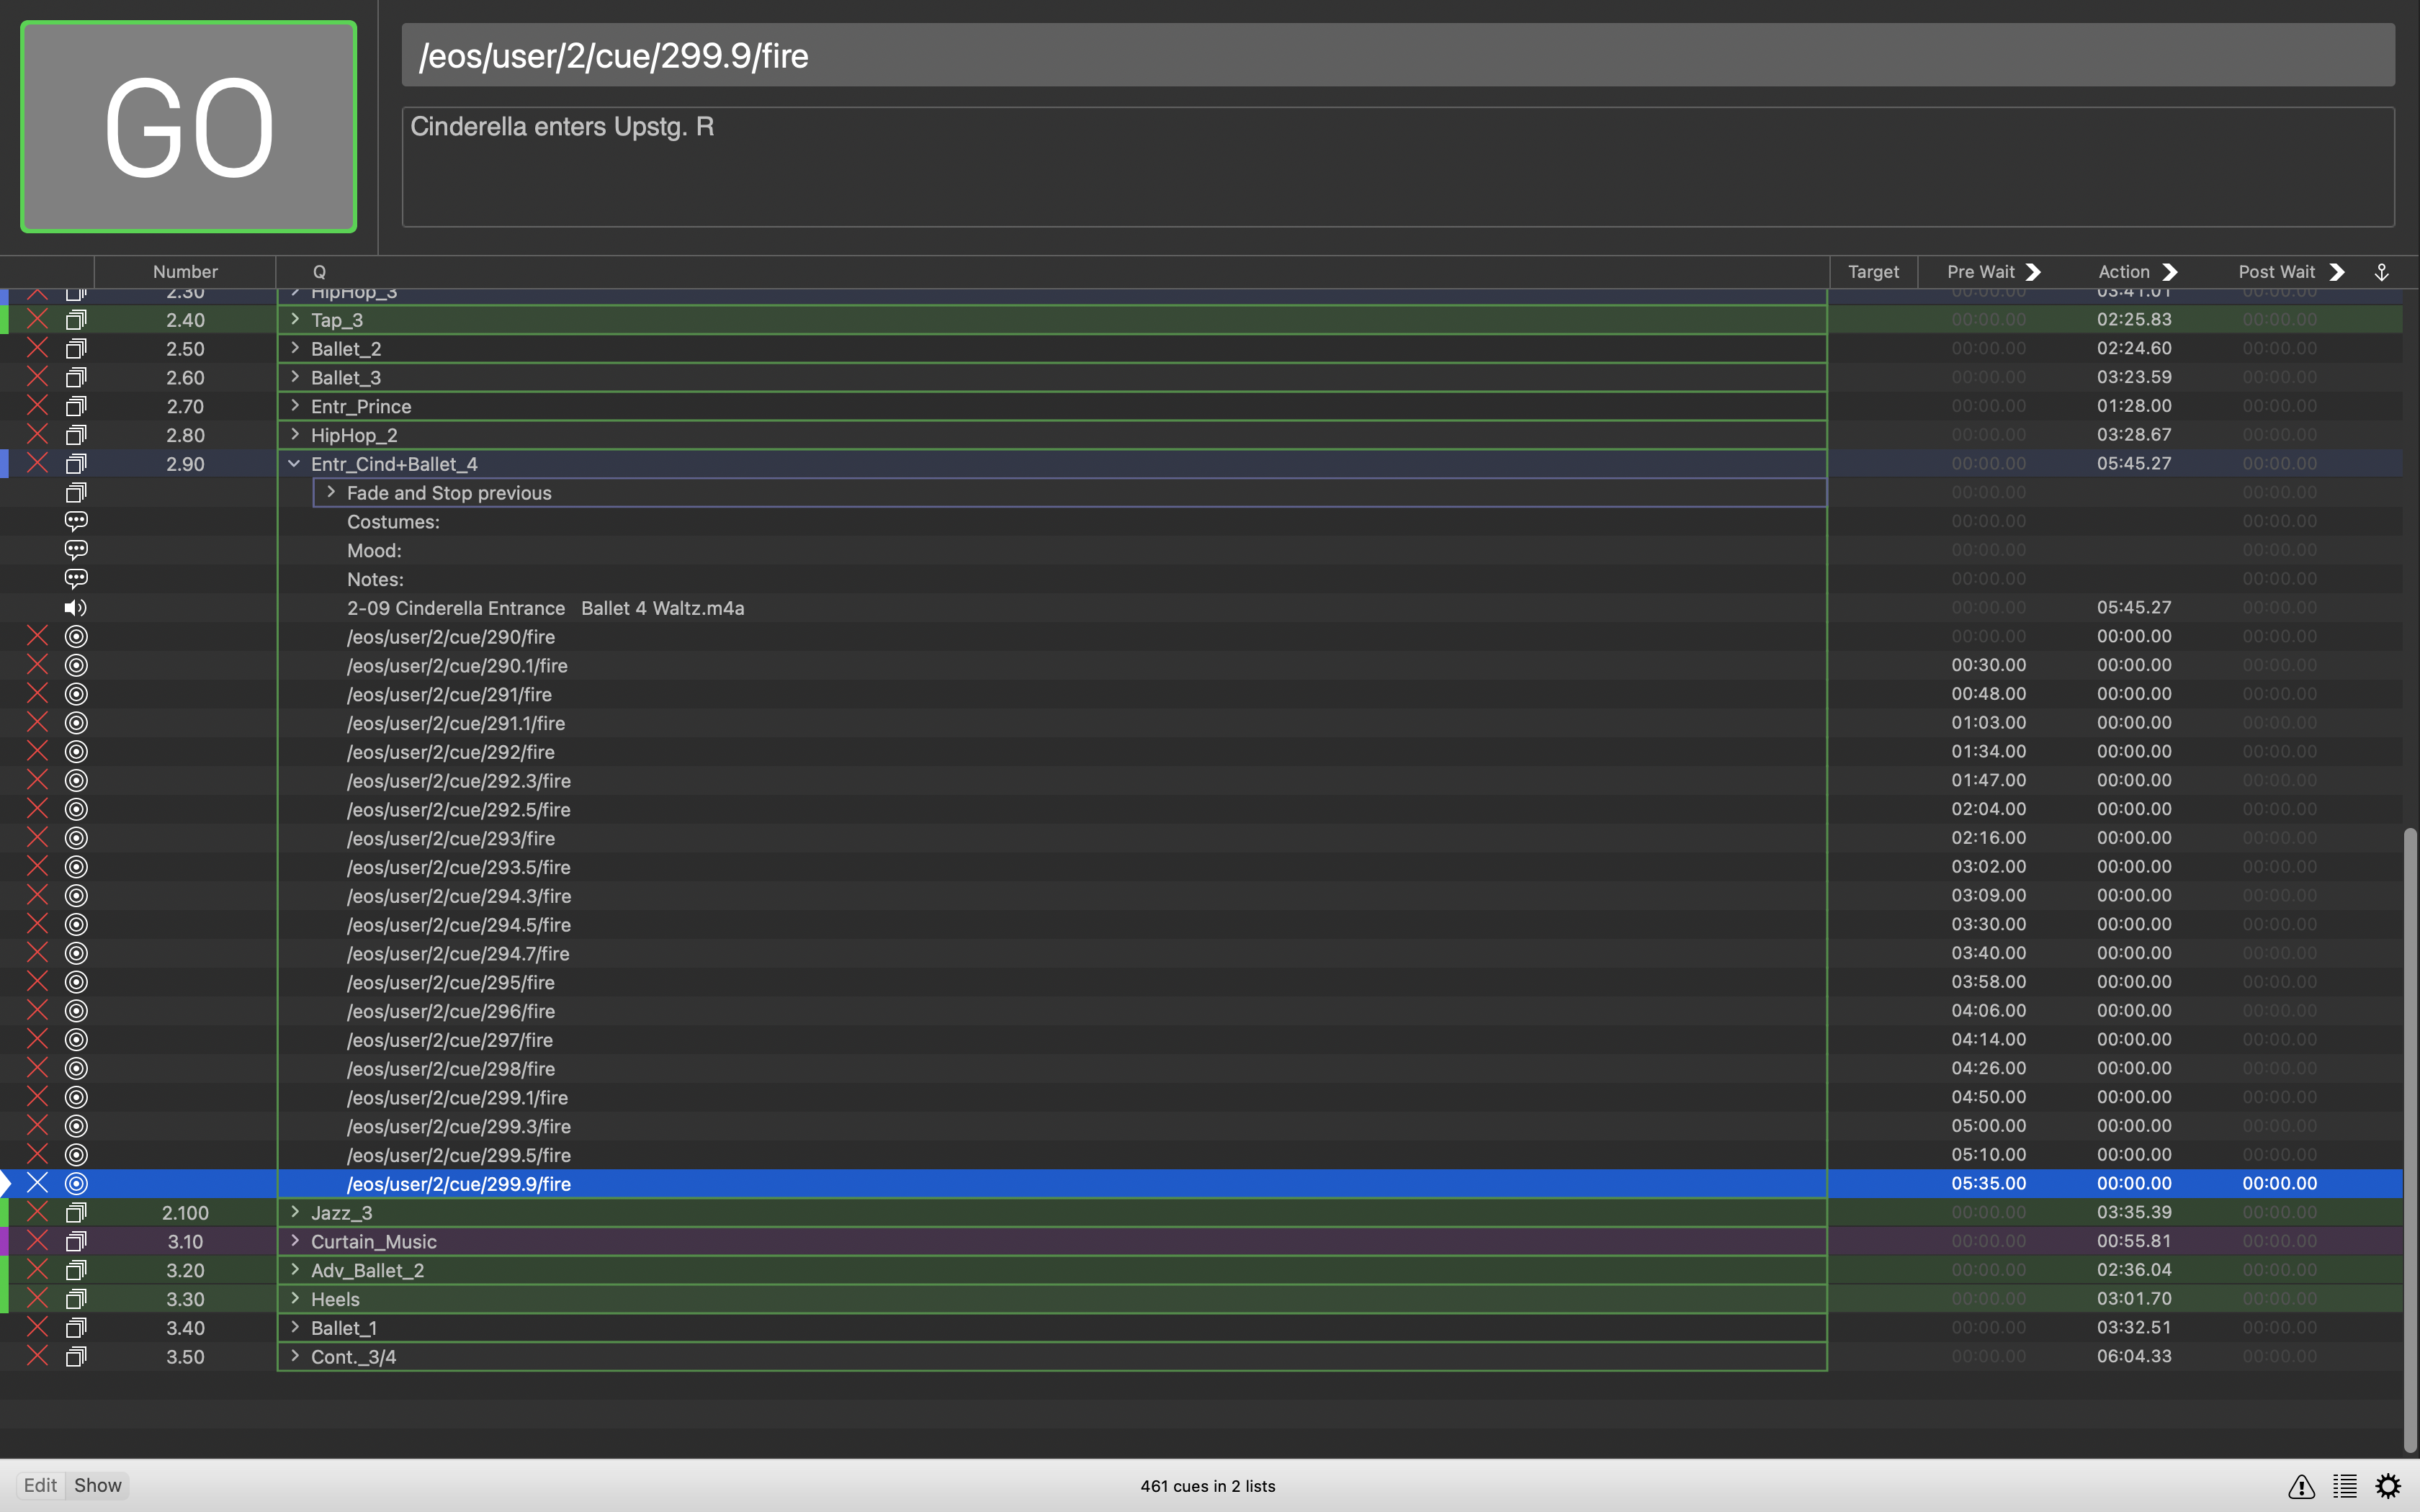 GO
/eos/user/2/cue/299.9/fire
Cinderella enters Upstg. R
Number Q Target Pre Wait Action Post Wait
2.30 HipHop_3 00:00.00 03:41.01 00:00.00
2.40 Tap_3 00:00.00 02:25.83 00:00.00
2.50 Ballet_2 00:00.00 02:24.60 00:00.00
2.60 Ballet_3 00:00.00 03:23.59 00:00.00
2.70 Entr_Prince 00:00.00 01:28.00 00:00.00
2.80 HipHop_2 00:00.00 03:28.67 00:00.00
2.90 Entr_Cind+Ballet_4 00:00.00 05:45.27 00:00.00
Fade and Stop previous 00:00.00 00:00.00
Costumes: 00:00.00 00:00.00
Mood: 00:00.00 00:00.00
Notes: 00:00.00 00:00.00
2-09 Cinderella Entrance   Ballet 4 Waltz.m4a 00:00.00 05:45.27 00:00.00
/eos/user/2/cue/290/fire 00:00.00 00:00.00 00:00.00
/eos/user/2/cue/290.1/fire 00:30.00 00:00.00 00:00.00
/eos/user/2/cue/291/fire 00:48.00 00:00.00 00:00.00
/eos/user/2/cue/291.1/fire 01:03.00 00:00.00 00:00.00
/eos/user/2/cue/292/fire 01:34.00 00:00.00 00:00.00
/eos/user/2/cue/292.3/fire 01:47.00 00:00.00 00:00.00
/eos/user/2/cue/292.5/fire 02:04.00 00:00.00 00:00.00
/eos/user/2/cue/293/fire 02:16.00 00:00.00 00:00.00
/eos/user/2/cue/293.5/fire 03:02.00 00:00.00 00:00.00
/eos/user/2/cue/294.3/fire 03:09.00 00:00.00 00:00.00
/eos/user/2/cue/294.5/fire 03:30.00 00:00.00 00:00.00
/eos/user/2/cue/294.7/fire 03:40.00 00:00.00 00:00.00
/eos/user/2/cue/295/fire 03:58.00 00:00.00 00:00.00
/eos/user/2/cue/296/fire 04:06.00 00:00.00 00:00.00
/eos/user/2/cue/297/fire 04:14.00 00:00.00 00:00.00
/eos/user/2/cue/298/fire 04:26.00 00:00.00 00:00.00
/eos/user/2/cue/299.1/fire 04:50.00 00:00.00 00:00.00
/eos/user/2/cue/299.3/fire 05:00.00 00:00.00 00:00.00
/eos/user/2/cue/299.5/fire 05:10.00 00:00.00 00:00.00
/eos/user/2/cue/299.9/fire 05:35.00 00:00.00 00:00.00
2.100 Jazz_3 00:00.00 03:35.39 00:00.00
3.10 Curtain_Music 00:00.00 00:55.81 00:00.00
3.20 Adv_Ballet_2 00:00.00 02:36.04 00:00.00
3.30 Heels 00:00.00 03:01.70 00:00.00
3.40 Ballet_1 00:00.00 03:32.51 00:00.00
3.50 Cont._3/4 00:00.00 06:04.33 00:00.00
Edit Show 461 cues in 2 lists